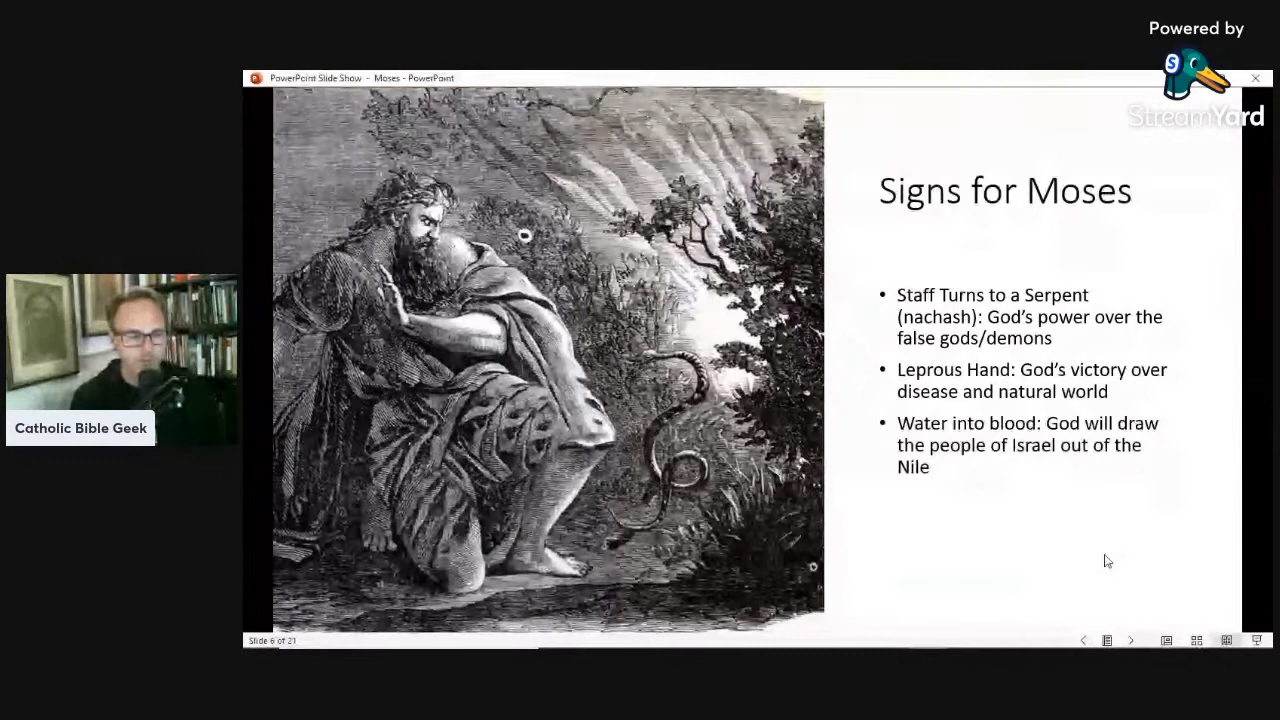 Powered by
StreamYard
PowerPoint Slide Show - Moses - PowerPoint
Signs for Moses
• Staff Turns to a Serpent
(nachash): God's power over the
false gods/demons
• Leprous Hand: God's victory over
disease and natural world
• Water into blood: God will draw
the people of Israel out of the
Nile
Catholic Bible Geek
Slide 6 of 21